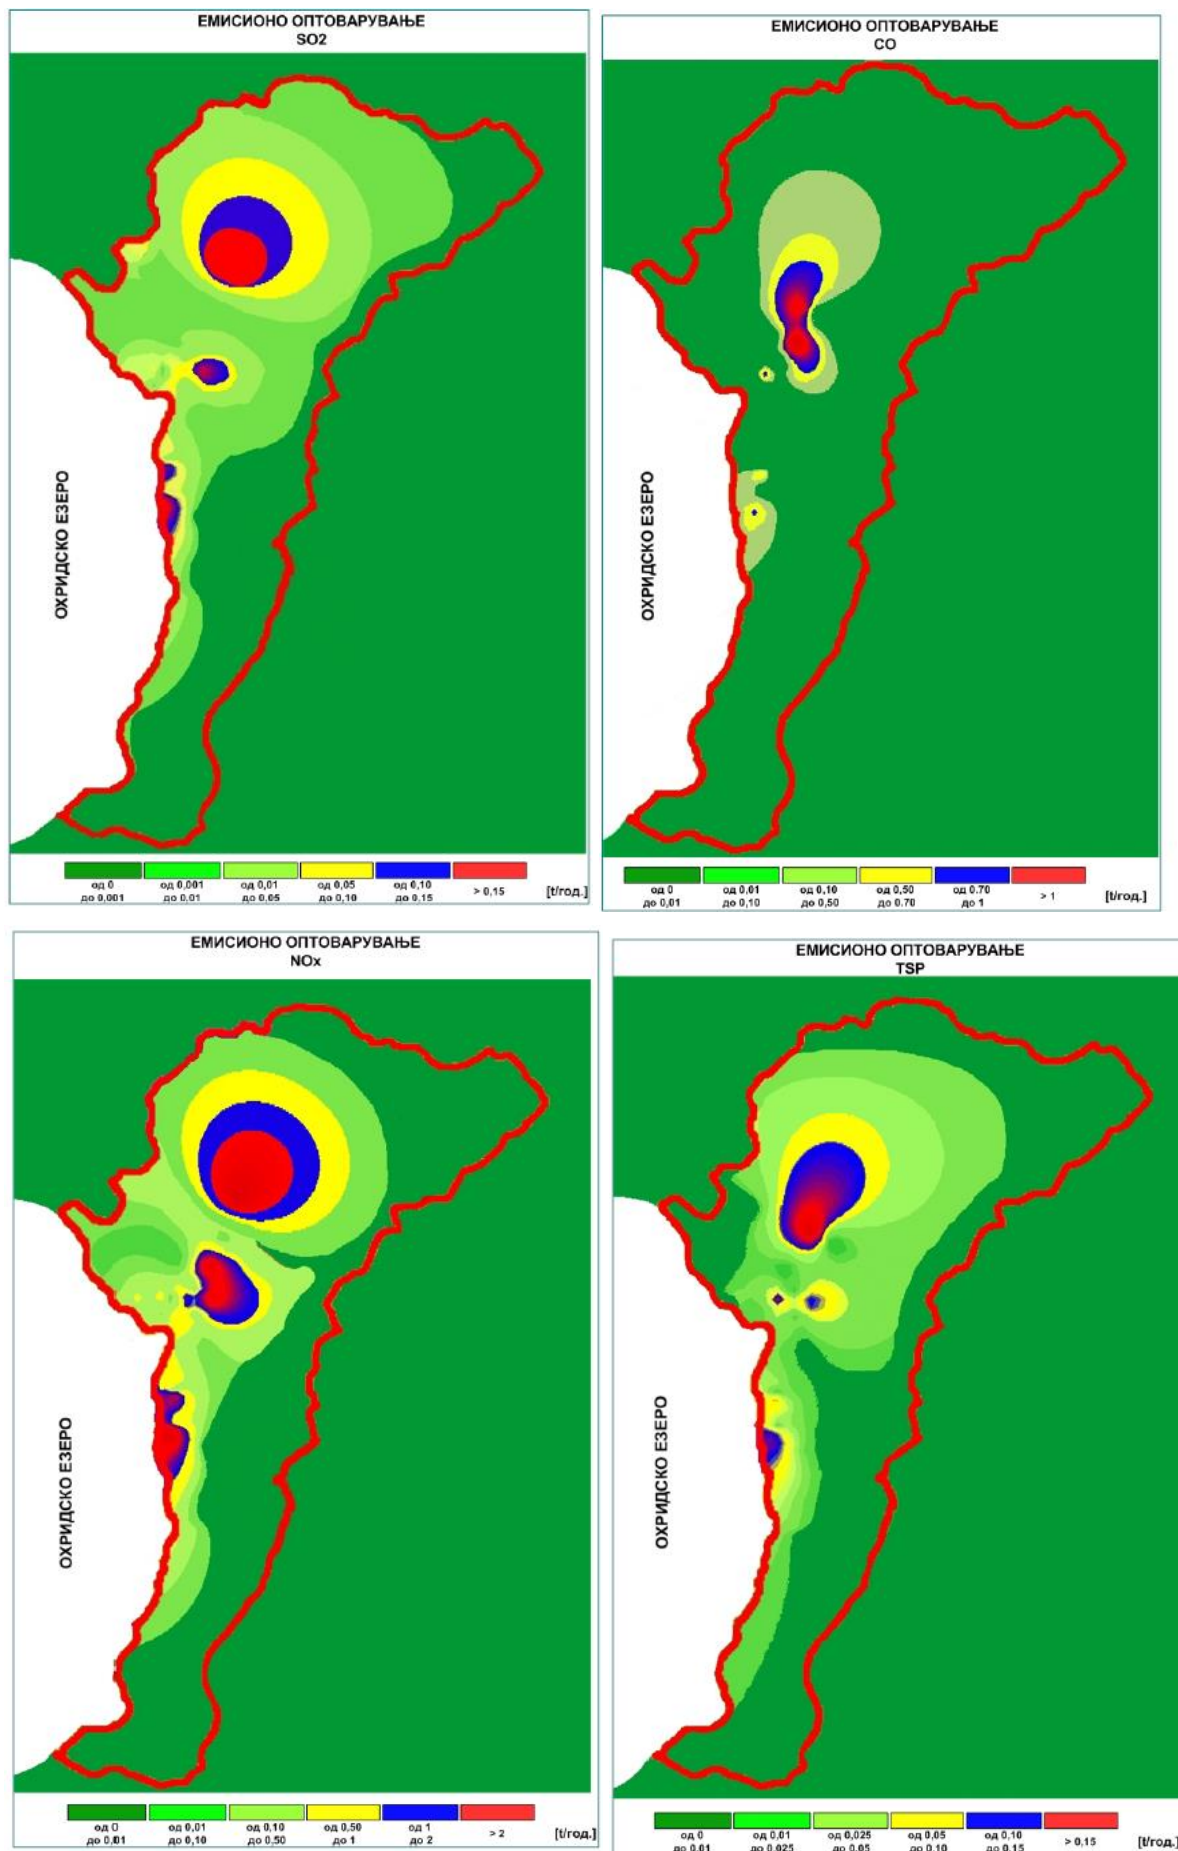 ЕМИСИОНО ОПТОВАРУВАЊЕ
SO2
ОХРИДСКО ЕЗЕРО
од 0 од 0,001 од 0,01 од 0,05 од 0,10 > 0,15 [t/год.]
до 0,001 до 0,01 до 0,05 до 0,10 до 0,15
ЕМИСИОНО ОПТОВАРУВАЊЕ
CO
ОХРИДСКО ЕЗЕРО
од 0 од 0,01 од 0,10 од 0,50 од 0.70 > 1 [t/год.]
до 0,01 до 0,10 до 0,50 до 0.70 до 1
ЕМИСИОНО ОПТОВАРУВАЊЕ
NOx
ОХРИДСКО ЕЗЕРО
од 0 од 0,01 од 0,10 од 0,50 од 1 > 2 [t/год.]
до 0,01 до 0,10 до 0,50 до 1 до 2
ЕМИСИОНО ОПТОВАРУВАЊЕ
TSP
ОХРИДСКО ЕЗЕРО
од 0 од 0,01 од 0,025 од 0,05 од 0,10 > 0,15 [t/год.]
до 0,01 до 0,025 до 0,05 до 0,10 до 0,15